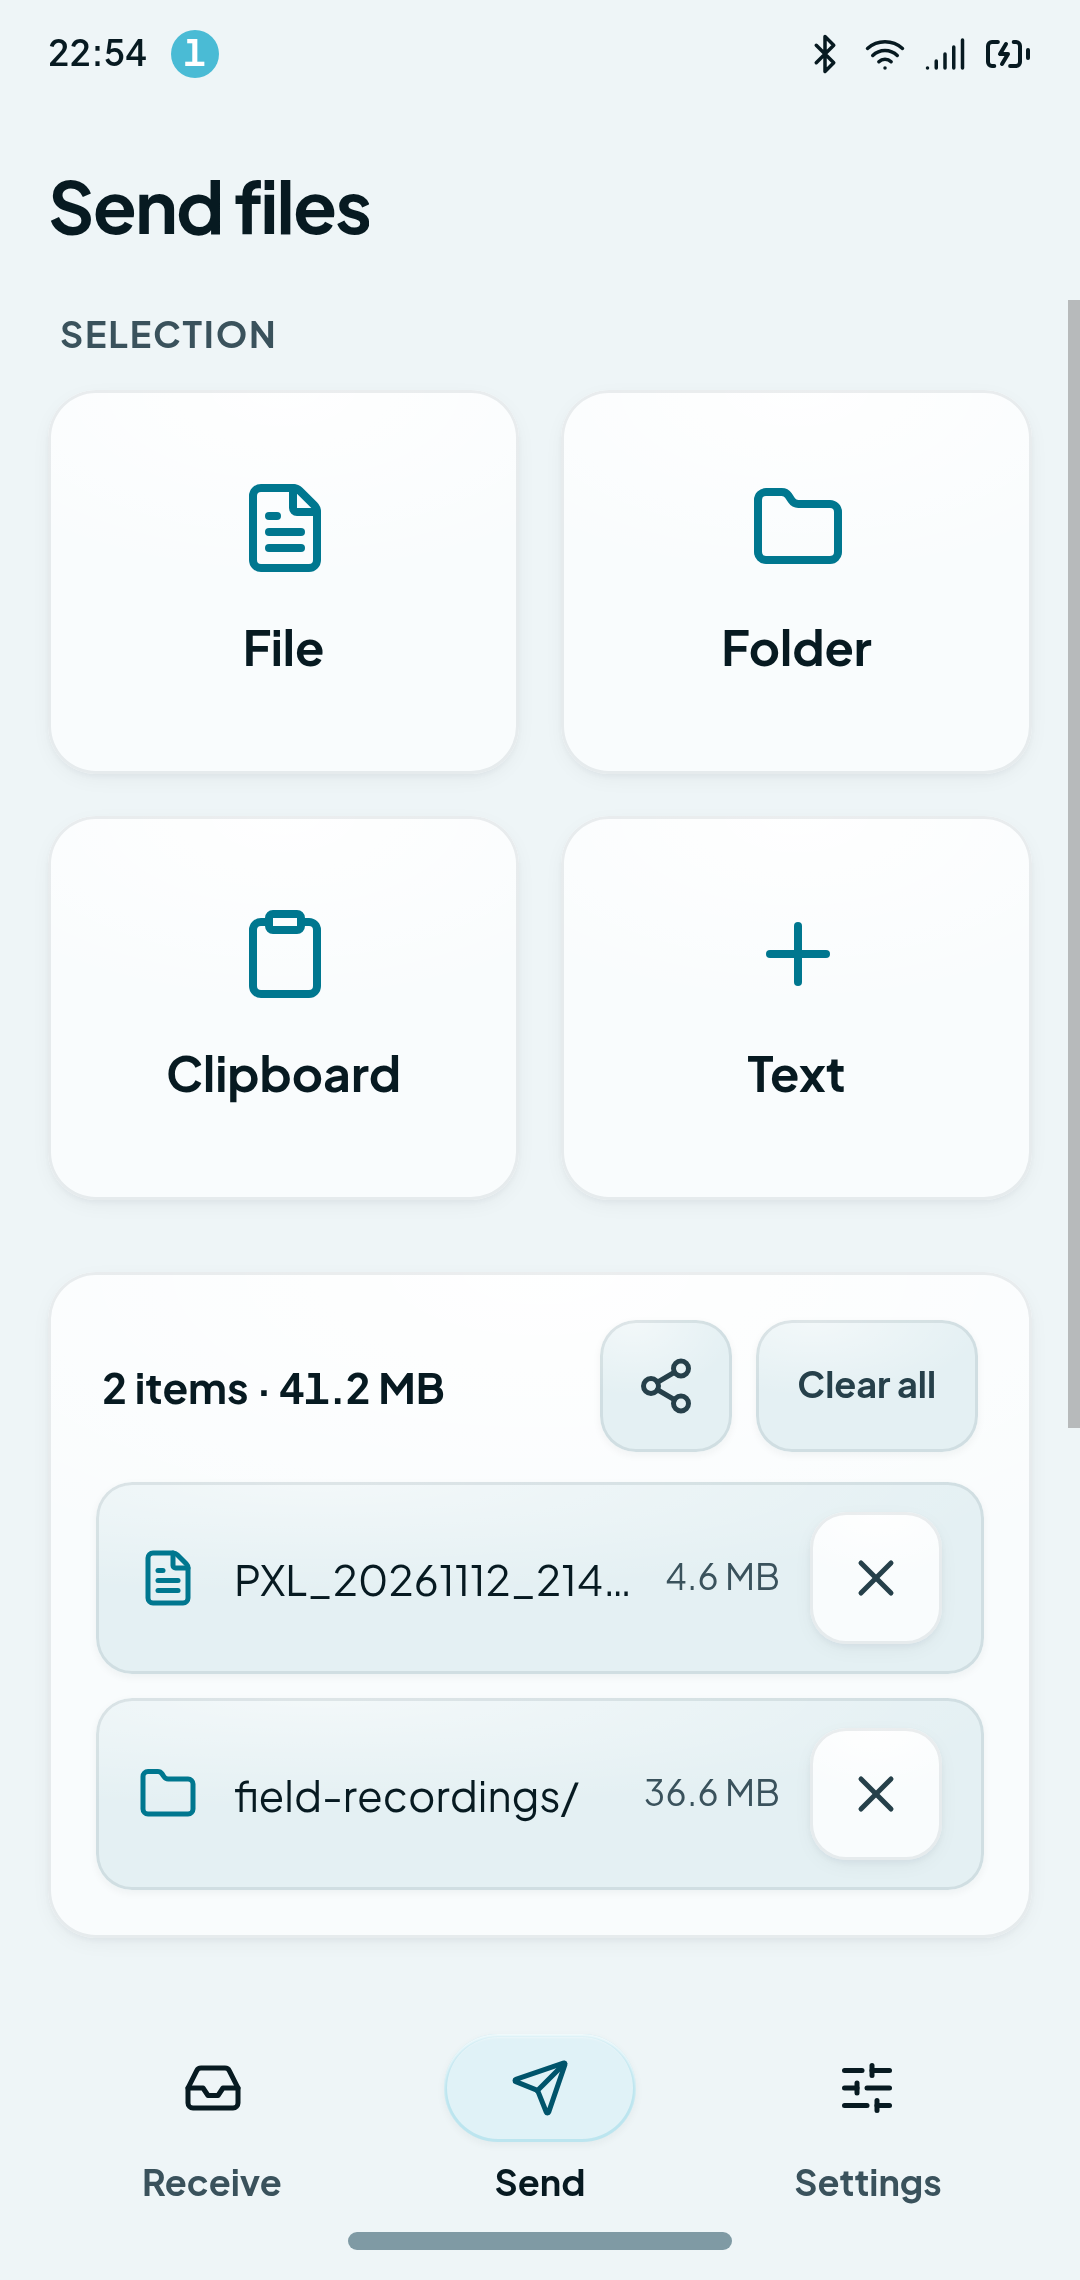 22:54 1
Send files
SELECTION
File
Folder
Clipboard
Text
2 items · 41.2 MB
Clear all
PXL_20261112_214... 4.6 MB
field-recordings/ 36.6 MB
Receive
Send
Settings